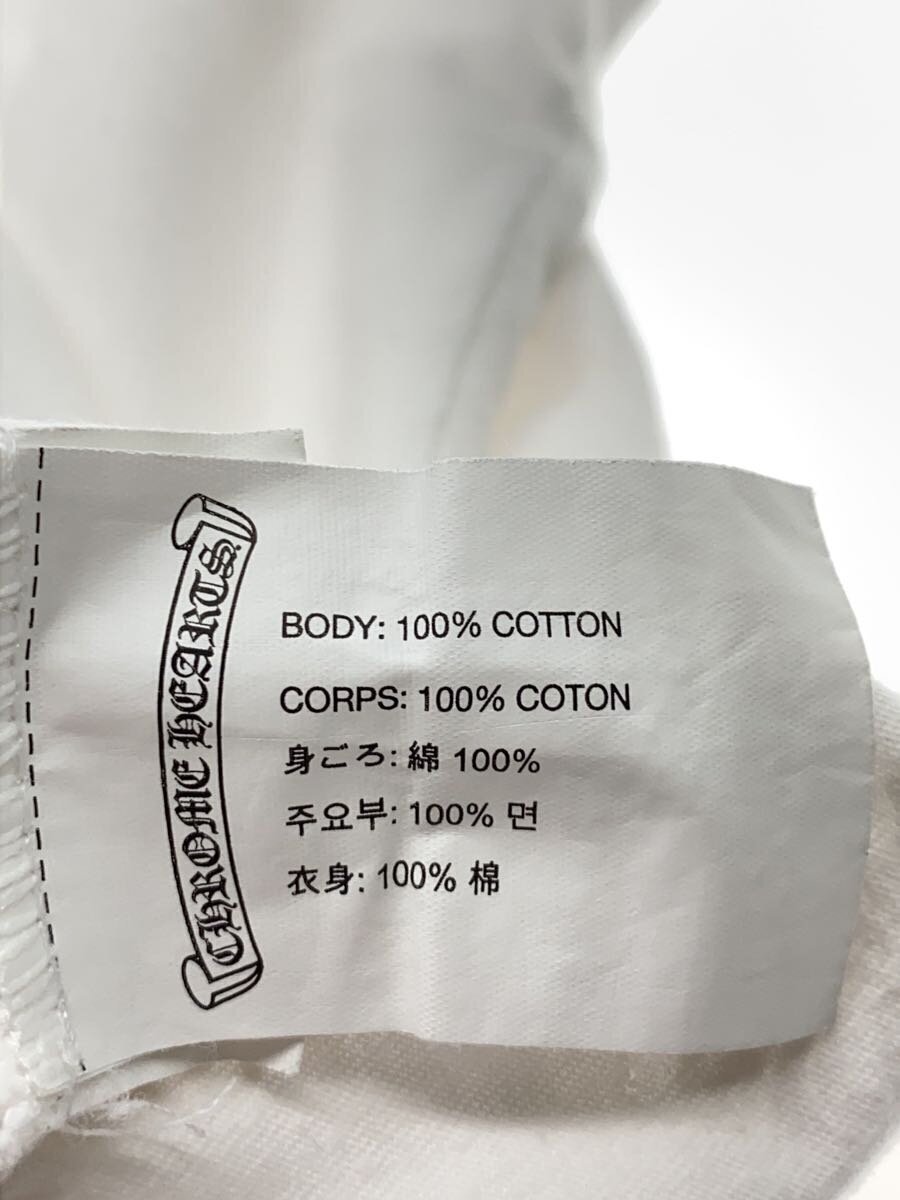 CHROME HEARTS
BODY: 100% COTTON
CORPS: 100% COTON
身ごろ: 綿 100%
주요부: 100% 면
衣身: 100% 棉